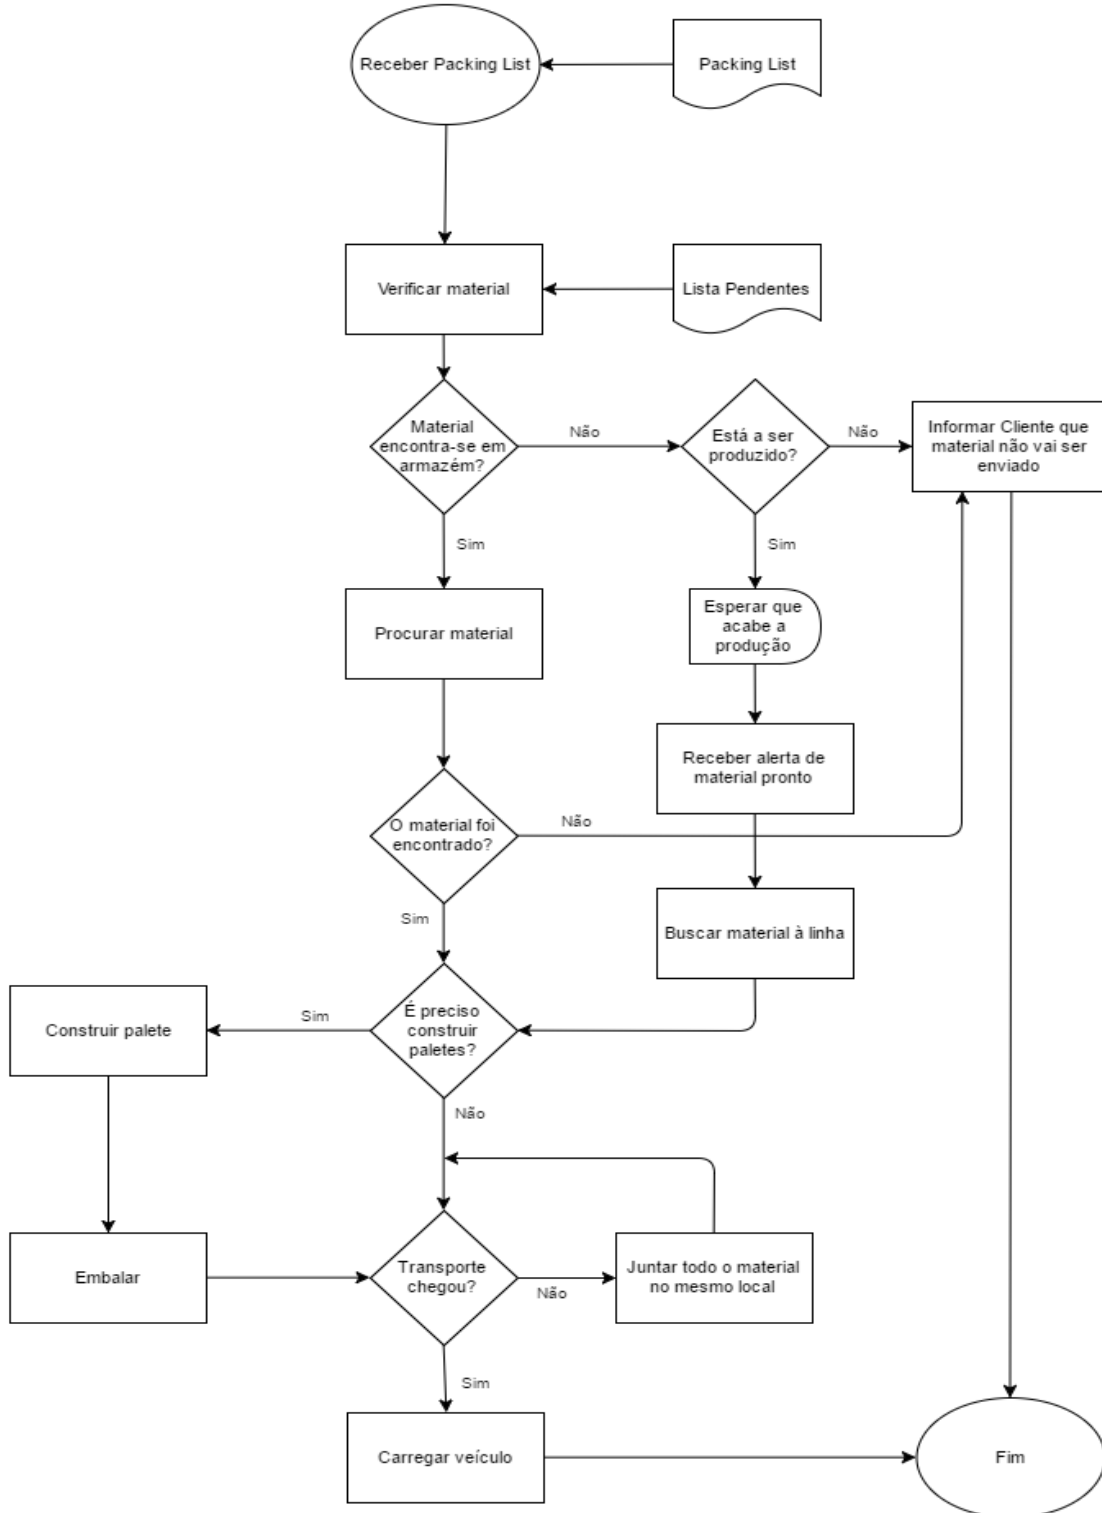 Receber Packing List
Packing List
Verificar material
Lista Pendentes
Material
encontra-se em
armazém?
Não
Está a ser
produzido?
Não
Informar Cliente que
material não vai ser
enviado
Sim
Sim
Procurar material
Esperar que
acabe a
produção
Receber alerta de
material pronto
O material foi
encontrado?
Não
Sim
Buscar material à linha
Construir palete
Sim
É preciso
construir
paletes?
Não
Embalar
Transporte
chegou?
Não
Juntar todo o material
no mesmo local
Sim
Carregar veículo
Fim